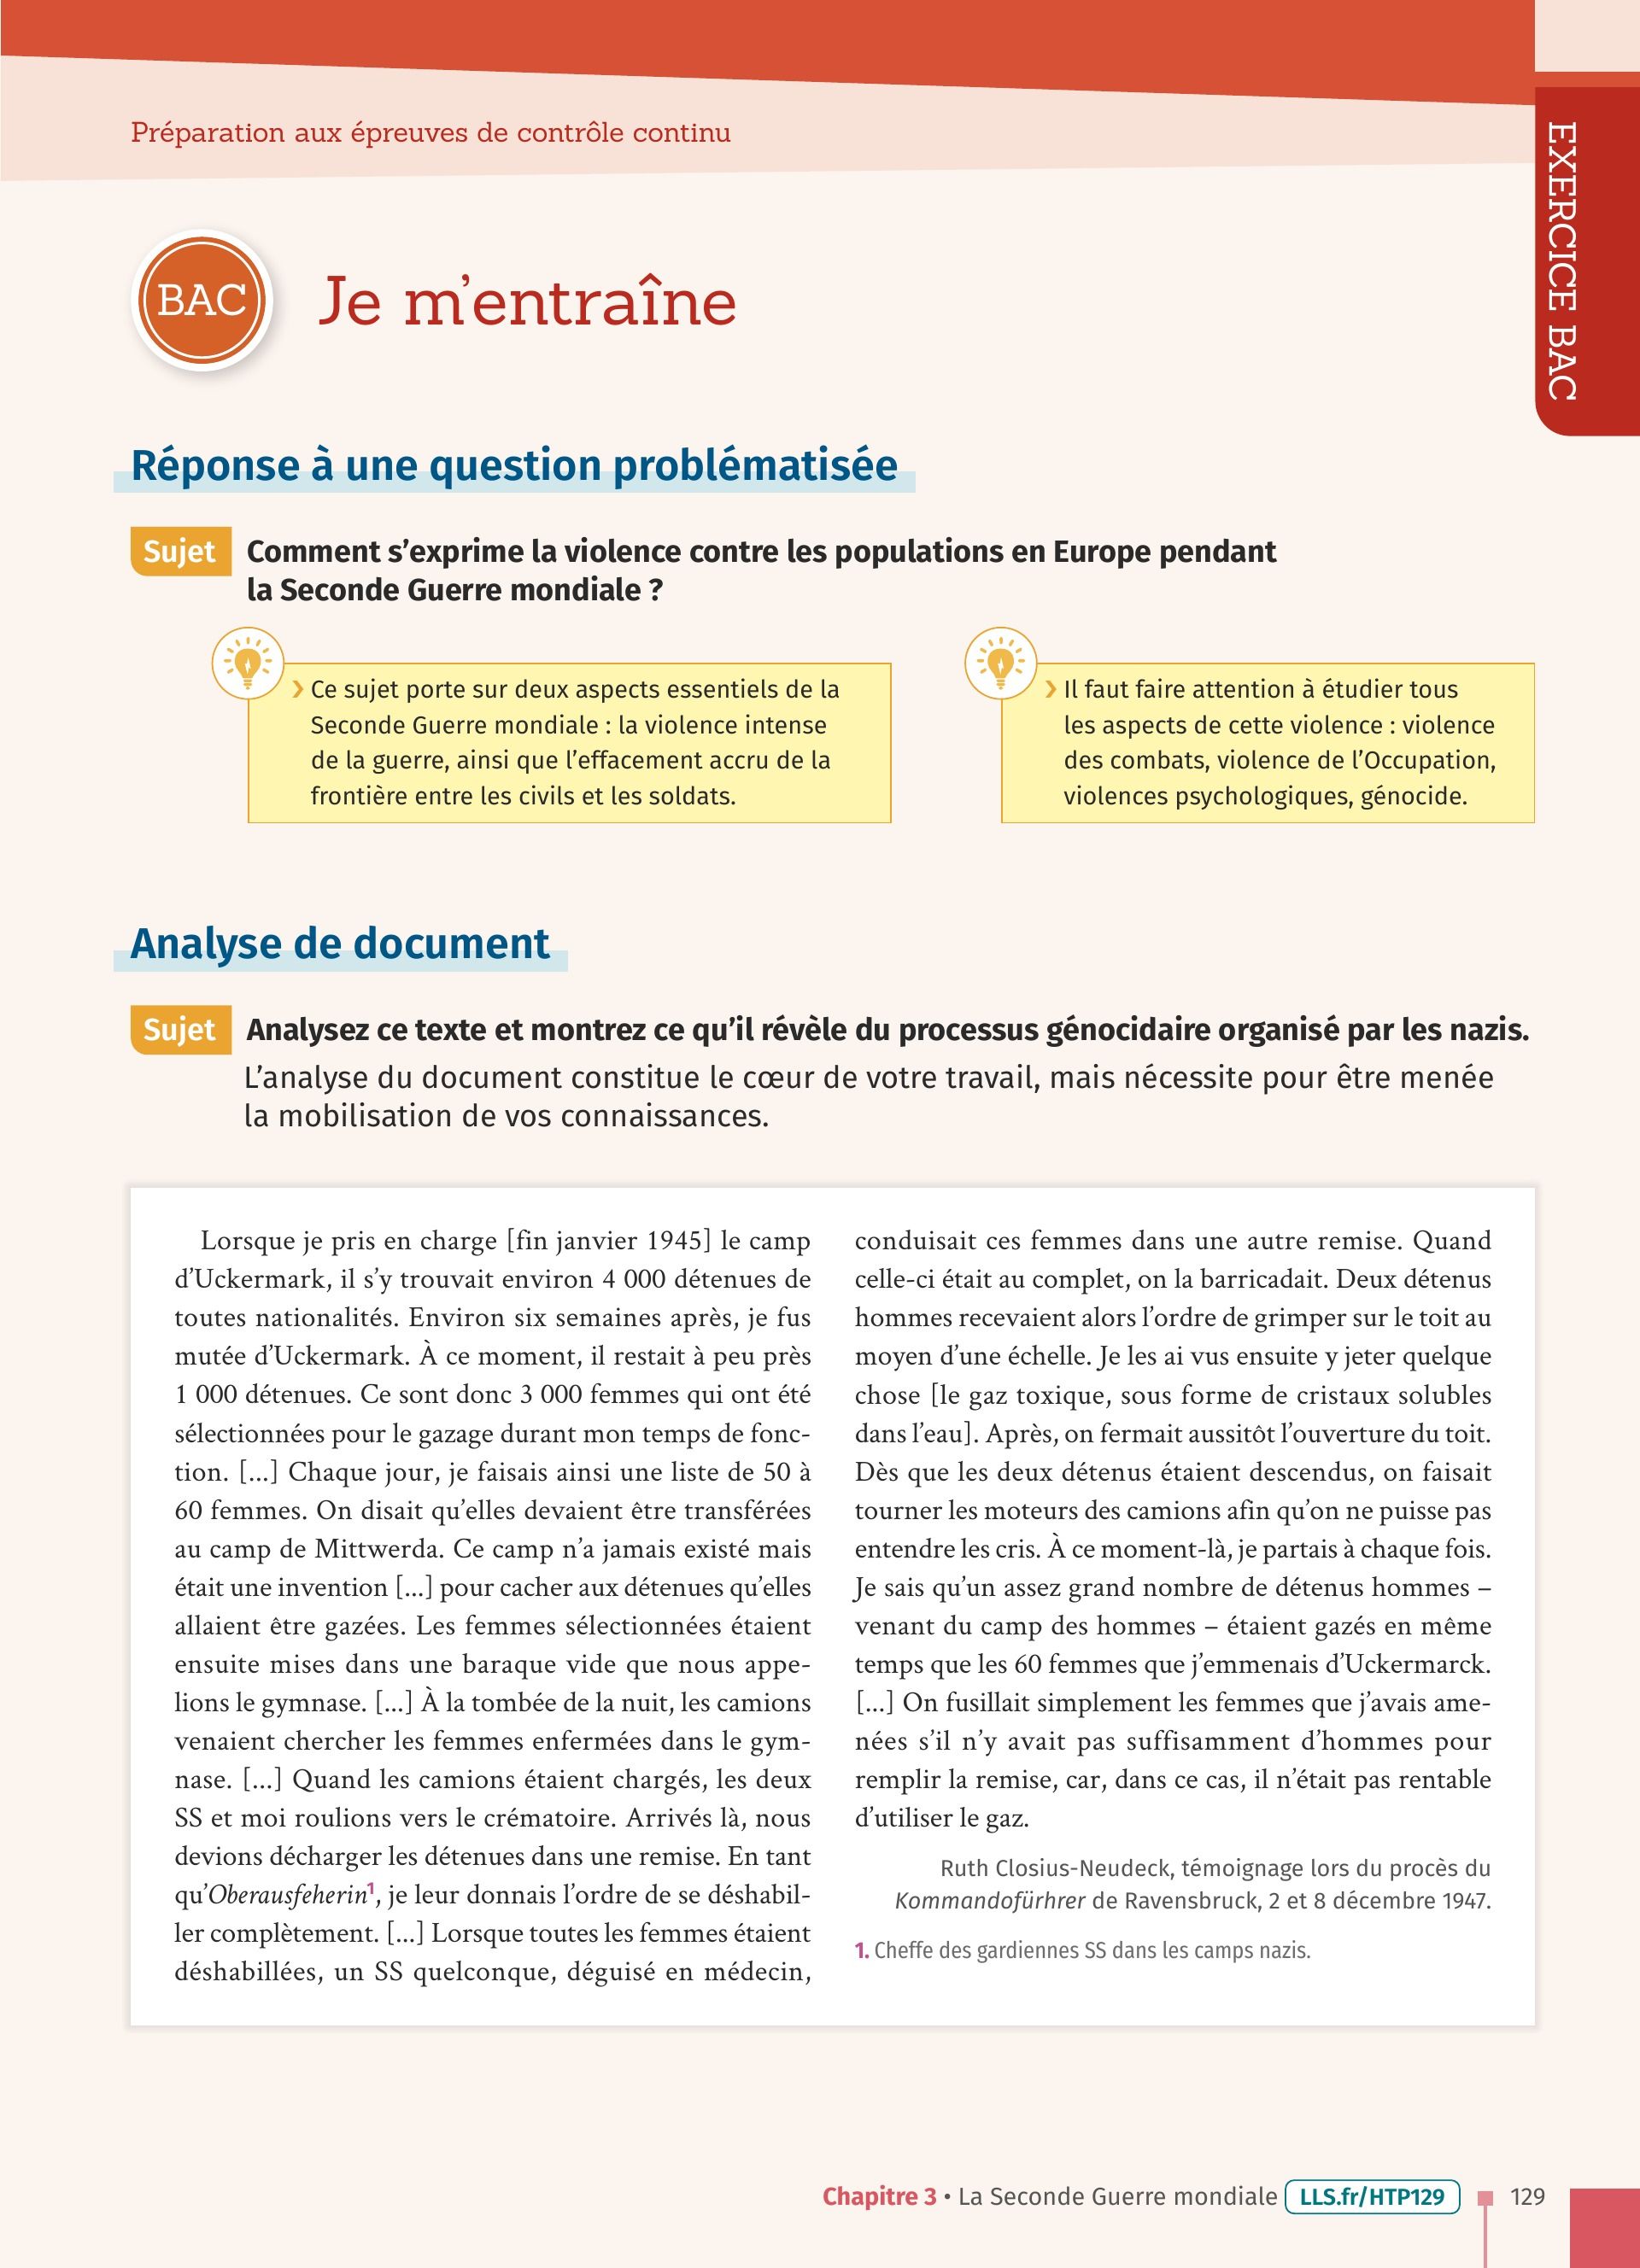 Préparation aux épreuves de contrôle continu
EXERCICE BAC
BAC
Je m'entraîne
Réponse à une question problématisée
Sujet
Comment s'exprime la violence contre les populations en Europe pendant
la Seconde Guerre mondiale ?
› Ce sujet porte sur deux aspects essentiels de la
Seconde Guerre mondiale : la violence intense
de la guerre, ainsi que l'effacement accru de la
frontière entre les civils et les soldats.
› Il faut faire attention à étudier tous
les aspects de cette violence : violence
des combats, violence de l'Occupation,
violences psychologiques, génocide.
Analyse de document
Sujet
Analysez ce texte et montrez ce qu'il révèle du processus génocidaire organisé par les nazis.
L'analyse du document constitue le cœur de votre travail, mais nécessite pour être menée
la mobilisation de vos connaissances.
Lorsque je pris en charge [fin janvier 1945] le camp
d'Uckermark, il s'y trouvait environ 4 000 détenues de
toutes nationalités. Environ six semaines après, je fus
mutée d'Uckermark. À ce moment, il restait à peu près
1 000 détenues. Ce sont donc 3 000 femmes qui ont été
sélectionnées pour le gazage durant mon temps de fonc-
tion. [...] Chaque jour, je faisais ainsi une liste de 50 à
60 femmes. On disait qu'elles devaient être transférées
au camp de Mittwerda. Ce camp n'a jamais existé mais
était une invention [...] pour cacher aux détenues qu'elles
allaient être gazées. Les femmes sélectionnées étaient
ensuite mises dans une baraque vide que nous appe-
lions le gymnase. [...] À la tombée de la nuit, les camions
venaient chercher les femmes enfermées dans le gym-
nase. [...] Quand les camions étaient chargés, les deux
SS et moi roulions vers le crématoire. Arrivés là, nous
devions décharger les détenues dans une remise. En tant
qu'Oberausfeherin1, je leur donnais l'ordre de se déshabil-
ler complètement. [...] Lorsque toutes les femmes étaient
déshabillées, un SS quelconque, déguisé en médecin,
conduisait ces femmes dans une autre remise. Quand
celle-ci était au complet, on la barricadait. Deux détenus
hommes recevaient alors l'ordre de grimper sur le toit au
moyen d'une échelle. Je les ai vus ensuite y jeter quelque
chose [le gaz toxique, sous forme de cristaux solubles
dans l'eau]. Après, on fermait aussitôt l'ouverture du toit.
Dès que les deux détenus étaient descendus, on faisait
tourner les moteurs des camions afin qu'on ne puisse pas
entendre les cris. À ce moment-là, je partais à chaque fois.
Je sais qu'un assez grand nombre de détenus hommes –
venant du camp des hommes – étaient gazés en même
temps que les 60 femmes que j'emmenais d'Uckermarck.
[...] On fusillait simplement les femmes que j'avais ame-
nées s'il n'y avait pas suffisamment d'hommes pour
remplir la remise, car, dans ce cas, il n'était pas rentable
d'utiliser le gaz.
Ruth Closius-Neudeck, témoignage lors du procès du
Kommandofürhrer de Ravensbruck, 2 et 8 décembre 1947.
1. Cheffe des gardiennes SS dans les camps nazis.
Chapitre 3 • La Seconde Guerre mondiale LLS.fr/HTP129 129